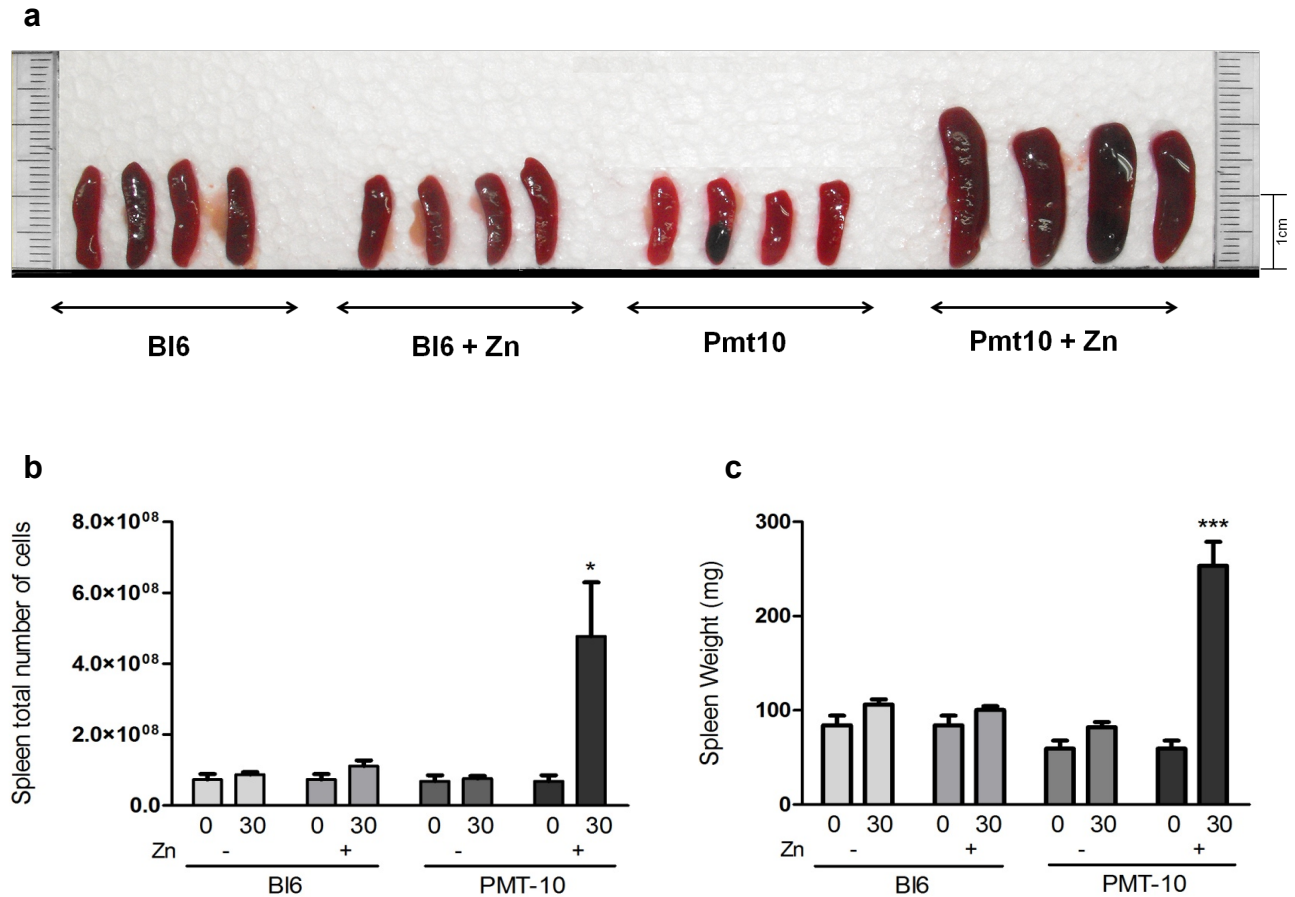 a
1cm
Bl6
Bl6 + Zn
Pmt10
Pmt10 + Zn
b
Spleen total number of cells
8.0×10⁰⁸
6.0×10⁰⁸
4.0×10⁰⁸
2.0×10⁰⁸
0.0
*
0 30 0 30 0 30 0 30
Zn - + - +
Bl6 PMT-10
c
Spleen Weight (mg)
300
200
100
0
***
0 30 0 30 0 30 0 30
Zn - + - +
Bl6 PMT-10